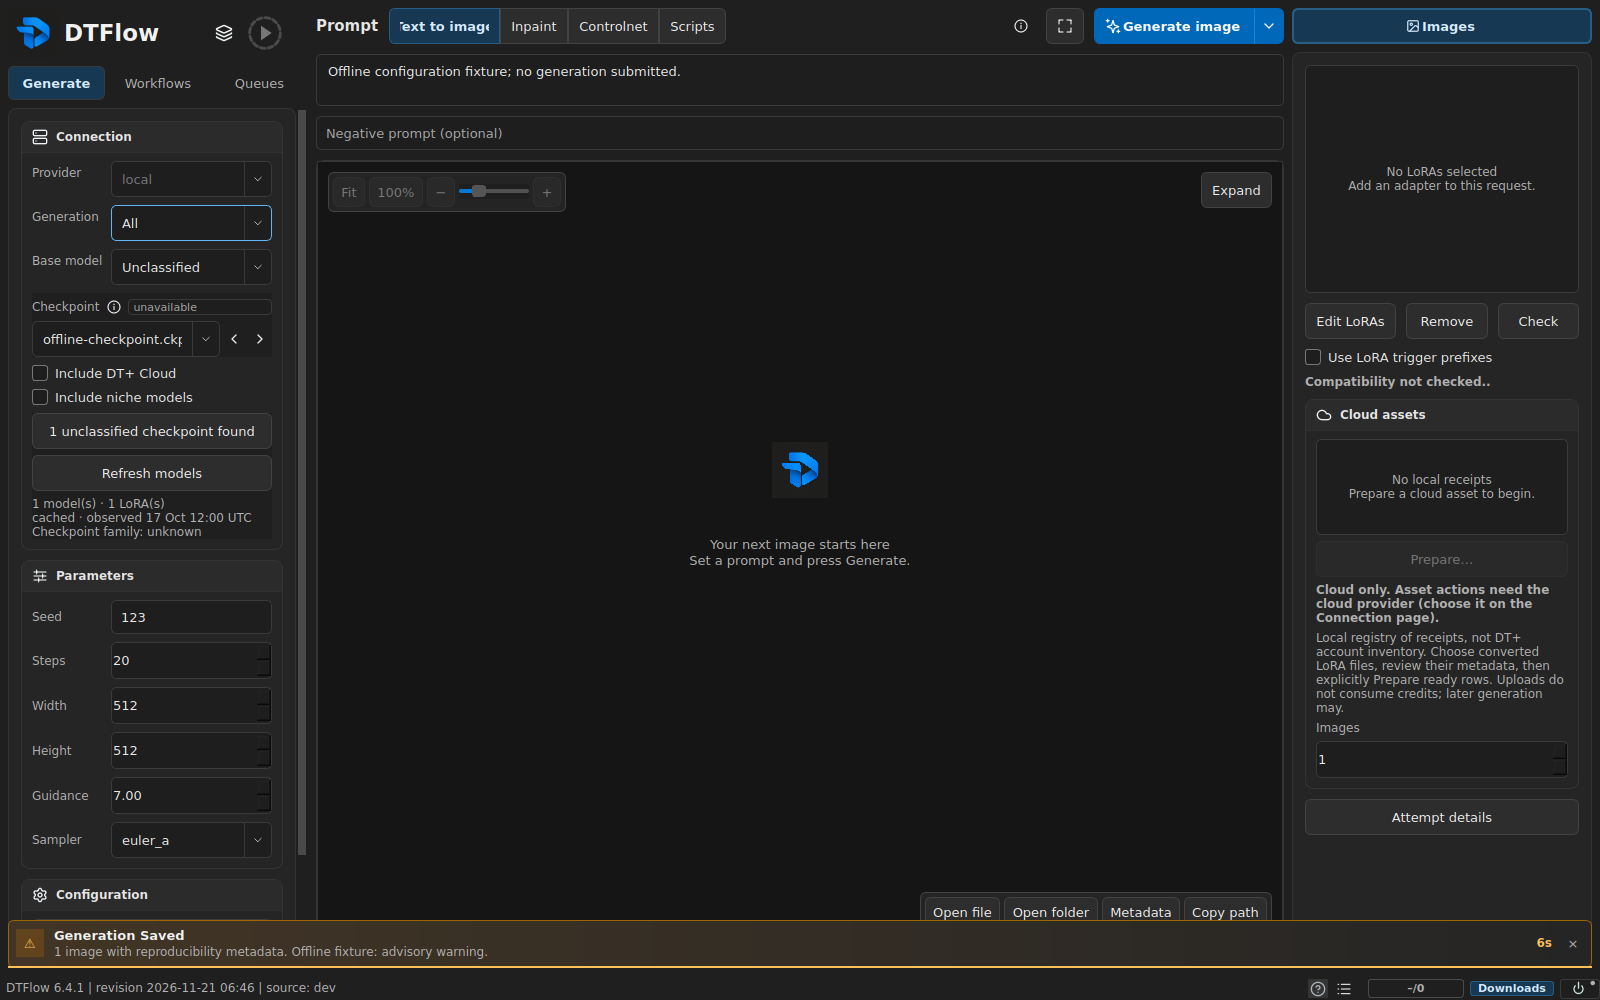 DTFlow
Generate
Workflows
Queues
Connection
Provider
local
Generation
All
Base model
Unclassified
Checkpoint
unavailable
offline-checkpoint.ckp
Include DT+ Cloud
Include niche models
1 unclassified checkpoint found
Refresh models
1 model(s) · 1 LoRA(s)
cached · observed 17 Oct 12:00 UTC
Checkpoint family: unknown
Parameters
Seed
123
Steps
20
Width
512
Height
512
Guidance
7.00
Sampler
euler_a
Configuration
Prompt
Text to image
Inpaint
Controlnet
Scripts
Generate image
Offline configuration fixture; no generation submitted.
Negative prompt (optional)
Fit
100%
−
+
Expand
Your next image starts here
Set a prompt and press Generate.
Open file
Open folder
Metadata
Copy path
Images
No LoRAs selected
Add an adapter to this request.
Edit LoRAs
Remove
Check
Use LoRA trigger prefixes
Compatibility not checked..
Cloud assets
No local receipts
Prepare a cloud asset to begin.
Prepare...
Cloud only. Asset actions need the
cloud provider (choose it on the
Connection page).
Local registry of receipts, not DT+
account inventory. Choose converted
LoRA files, review their metadata, then
explicitly Prepare ready rows. Uploads do
not consume credits; later generation
may.
Images
1
Attempt details
Generation Saved
1 image with reproducibility metadata. Offline fixture: advisory warning.
6s
×
DTFlow 6.4.1 | revision 2026-11-21 06:46 | source: dev
-/0
Downloads